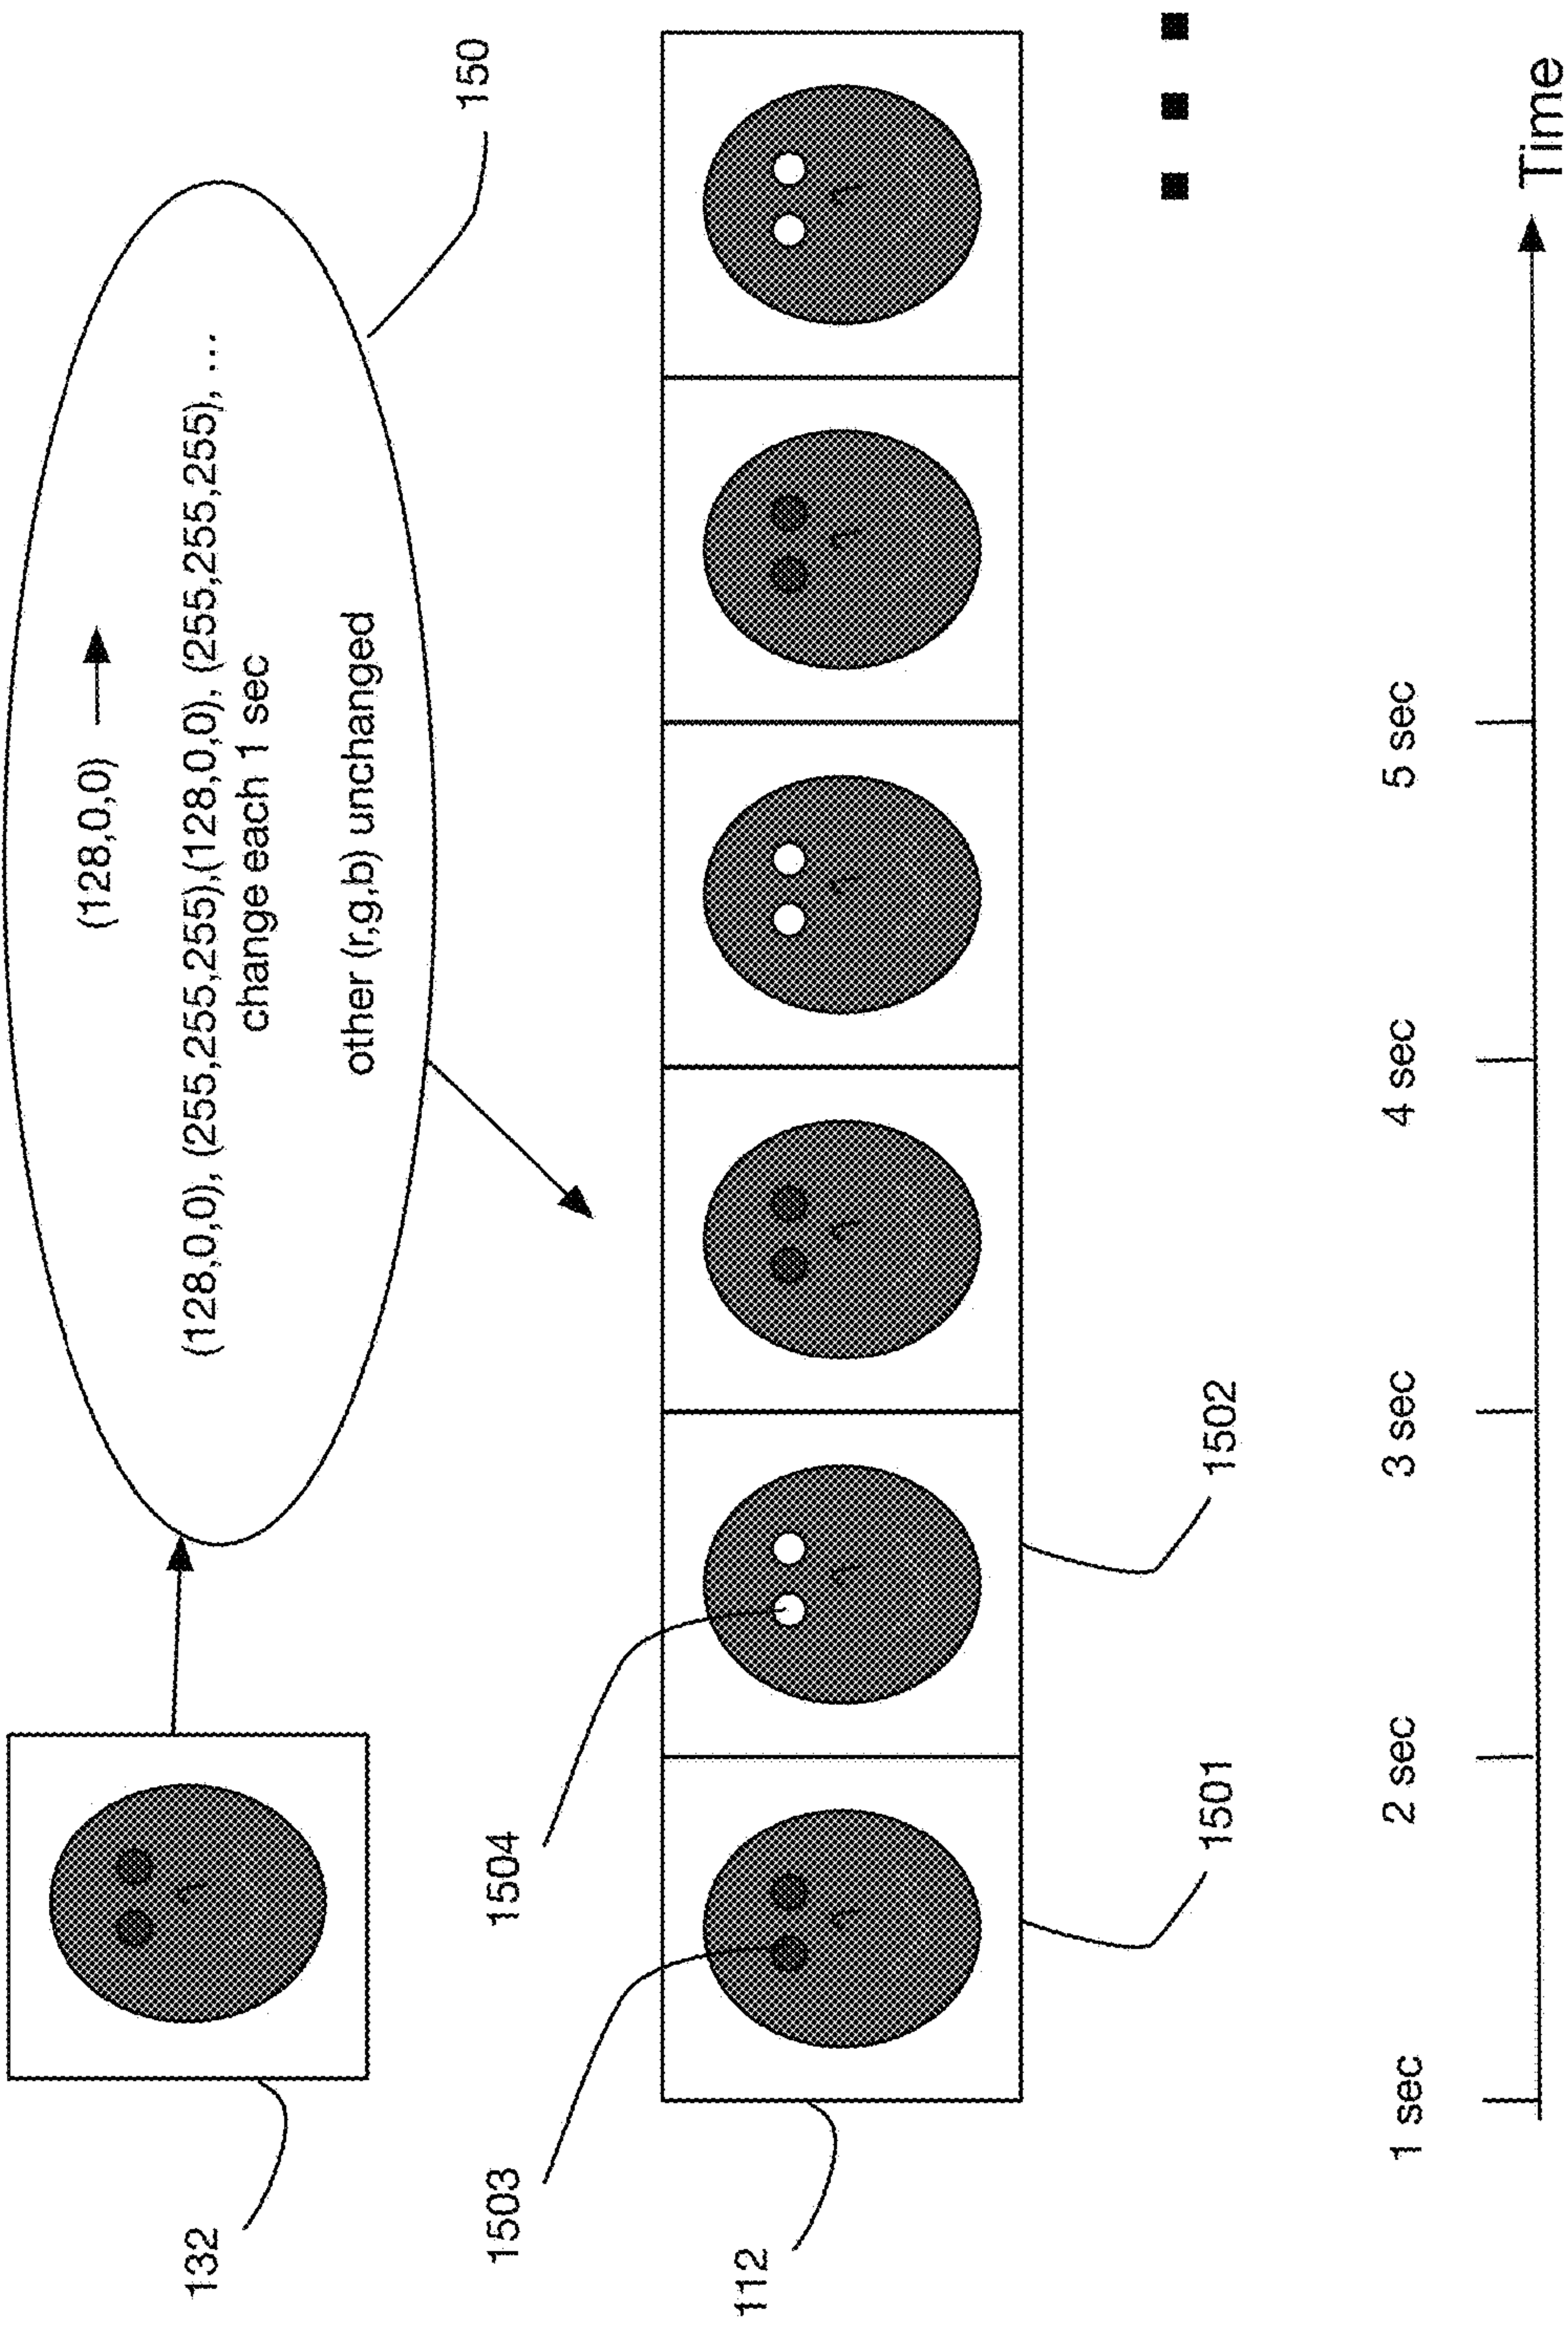 132
(128,0,0)
(128,0,0), (255,255,255),(128,0,0), (255,255,255), ...
change each 1 sec
other (r,g,b) unchanged
150
1503
1504
112
1501
1502
1 sec
2 sec
3 sec
4 sec
5 sec
Time